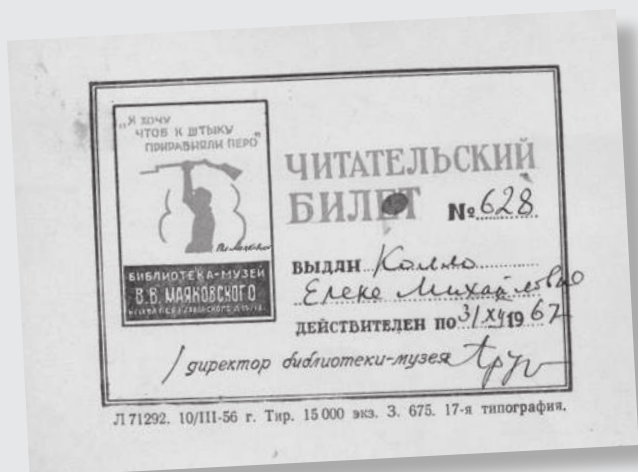 „Я ХОЧУ
ЧТОБ К ШТЫКУ
ПРИРАВНЯЛИ ПЕРО"
БИБЛИОТЕКА-МУЗЕЙ
В.В. МАЯКОВСКОГО
ЧИТАТЕЛЬСКИЙ
БИЛЕТ №628
ВЫДАН
Елене Михайловне
ДЕЙСТВИТЕЛЕН ПО 31/XII 1967
директор библиотеки-музея
Л 71292. 10/III-56 г. Тир. 15 000 экз. З. 675. 17-я типография.